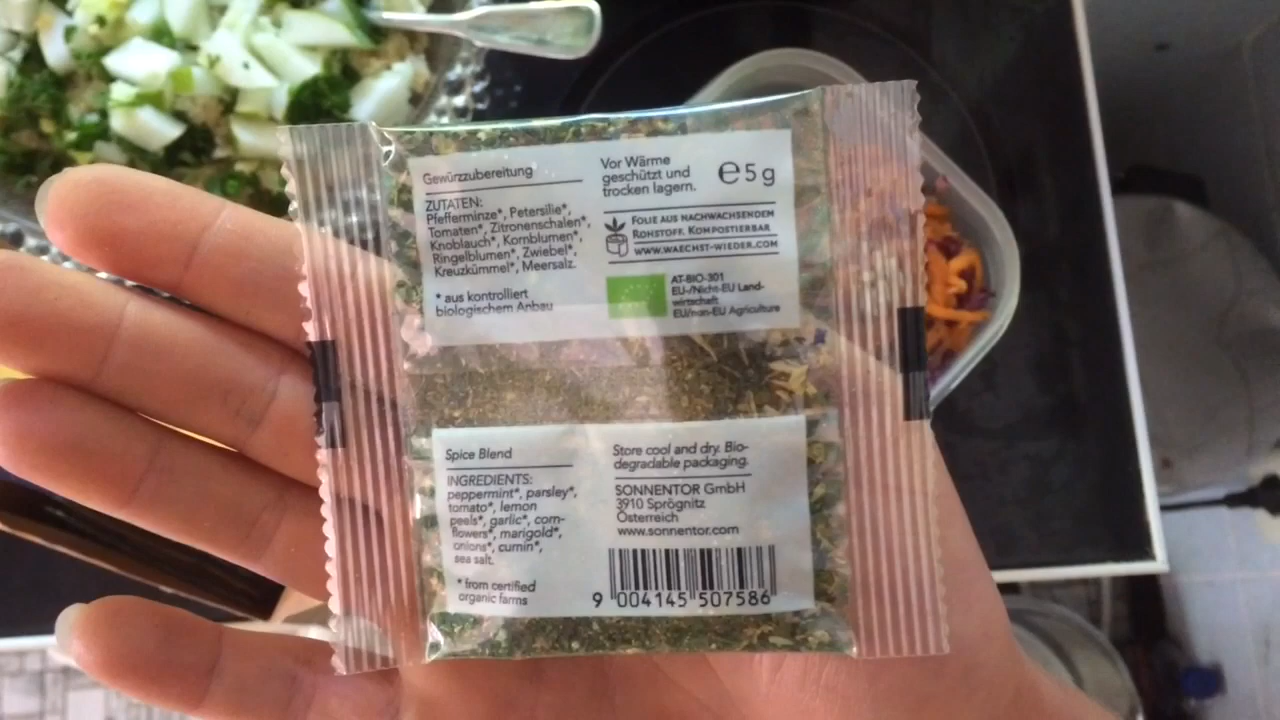 Gewürzzubereitung
ZUTATEN:
Pfefferminze*, Petersilie*,
Tomaten*, Zitronenschalen*,
Knoblauch*, Kornblumen*,
Ringelblumen*, Zwiebel*,
Kreuzkümmel*, Meersalz.
* aus kontrolliert
biologischem Anbau
Vor Wärme
geschützt und
trocken lagern.
℮5 g
FOLIE AUS NACHWACHSENDEM
ROHSTOFF. KOMPOSTIERBAR
WWW.WAECHST-WIEDER.COM
AT-BIO-301
EU-/Nicht-EU Land-
wirtschaft
EU/non-EU Agriculture
Spice Blend
INGREDIENTS:
peppermint*, parsley*,
tomato*, lemon
peels*, garlic*, corn-
flowers*, marigold*,
onions*, cumin*,
sea salt.
* from certified
organic farms
Store cool and dry. Bio-
degradable packaging.
SONNENTOR GmbH
3910 Sprögnitz
Österreich
www.sonnentor.com
9 004145 507586